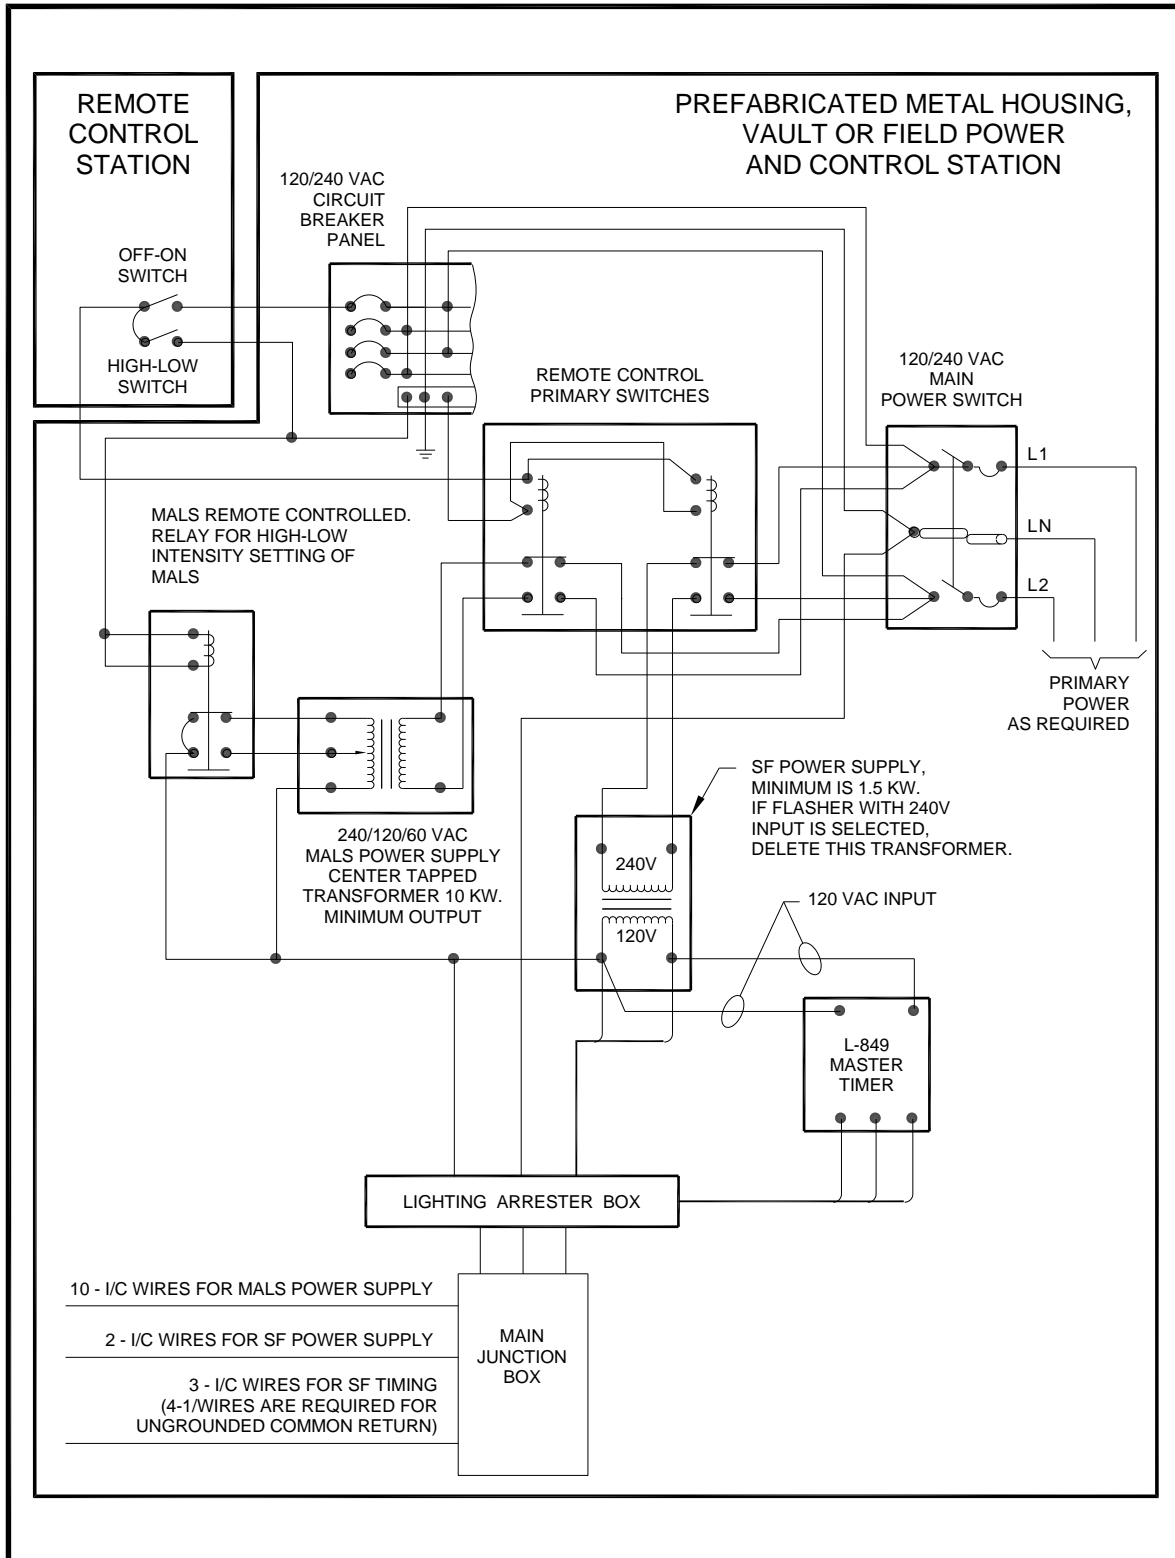 REMOTE
CONTROL
STATION
PREFABRICATED METAL HOUSING,
VAULT OR FIELD POWER
AND CONTROL STATION
120/240 VAC
CIRCUIT
BREAKER
PANEL
OFF-ON
SWITCH
HIGH-LOW
SWITCH
REMOTE CONTROL
PRIMARY SWITCHES
120/240 VAC
MAIN
POWER SWITCH
L1
LN
L2
PRIMARY
POWER
AS REQUIRED
MALS REMOTE CONTROLLED.
RELAY FOR HIGH-LOW
INTENSITY SETTING OF
MALS
240/120/60 VAC
MALS POWER SUPPLY
CENTER TAPPED
TRANSFORMER 10 KW.
MINIMUM OUTPUT
SF POWER SUPPLY,
MINIMUM IS 1.5 KW.
IF FLASHER WITH 240V
INPUT IS SELECTED,
DELETE THIS TRANSFORMER.
240V
120V
120 VAC INPUT
L-849
MASTER
TIMER
LIGHTING ARRESTER BOX
10 - I/C WIRES FOR MALS POWER SUPPLY
2 - I/C WIRES FOR SF POWER SUPPLY
3 - I/C WIRES FOR SF TIMING
(4-1/WIRES ARE REQUIRED FOR
UNGROUNDED COMMON RETURN)
MAIN
JUNCTION
BOX